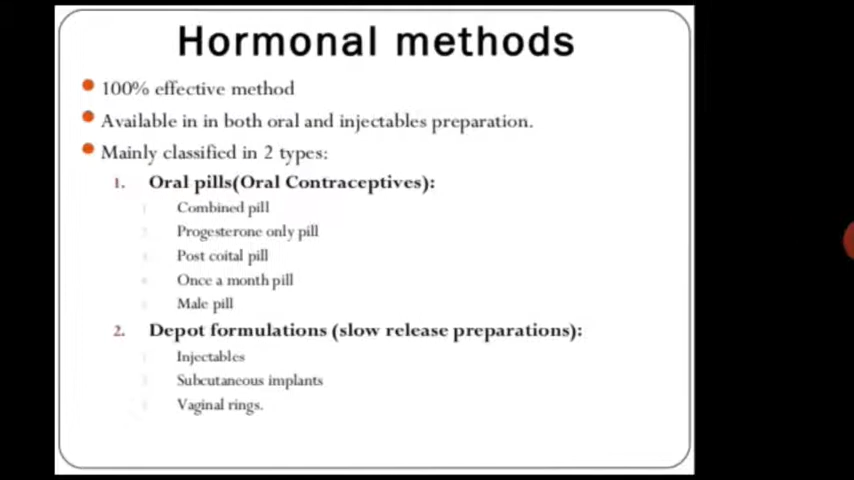 Hormonal methods
100% effective method
Available in in both oral and injectables preparation.
Mainly classified in 2 types:
1. Oral pills(Oral Contraceptives):
Combined pill
Progesterone only pill
Post coital pill
Once a month pill
Male pill
2. Depot formulations (slow release preparations):
Injectables
Subcutaneous implants
Vaginal rings.